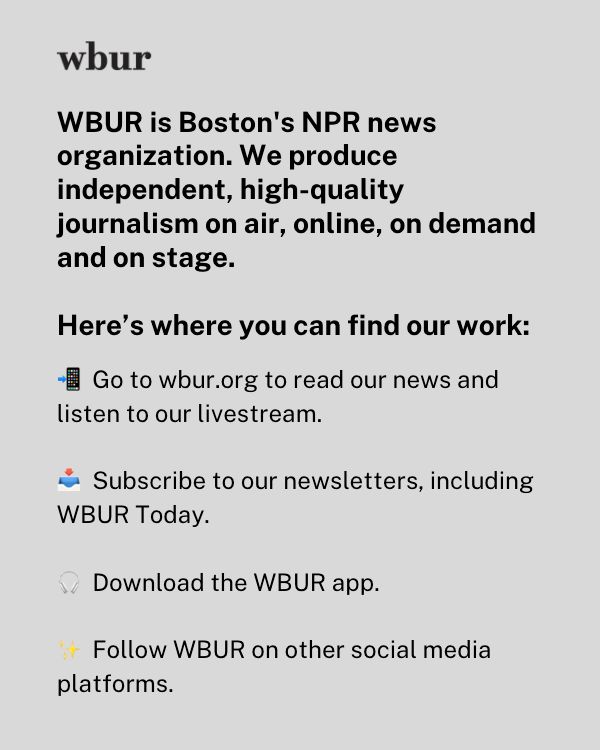 wbur
WBUR is Boston's NPR news
organization. We produce
independent, high-quality
journalism on air, online, on demand
and on stage.
Here’s where you can find our work:
📲 Go to wbur.org to read our news and
listen to our livestream.
📥 Subscribe to our newsletters, including
WBUR Today.
🎧 Download the WBUR app.
✨ Follow WBUR on other social media
platforms.